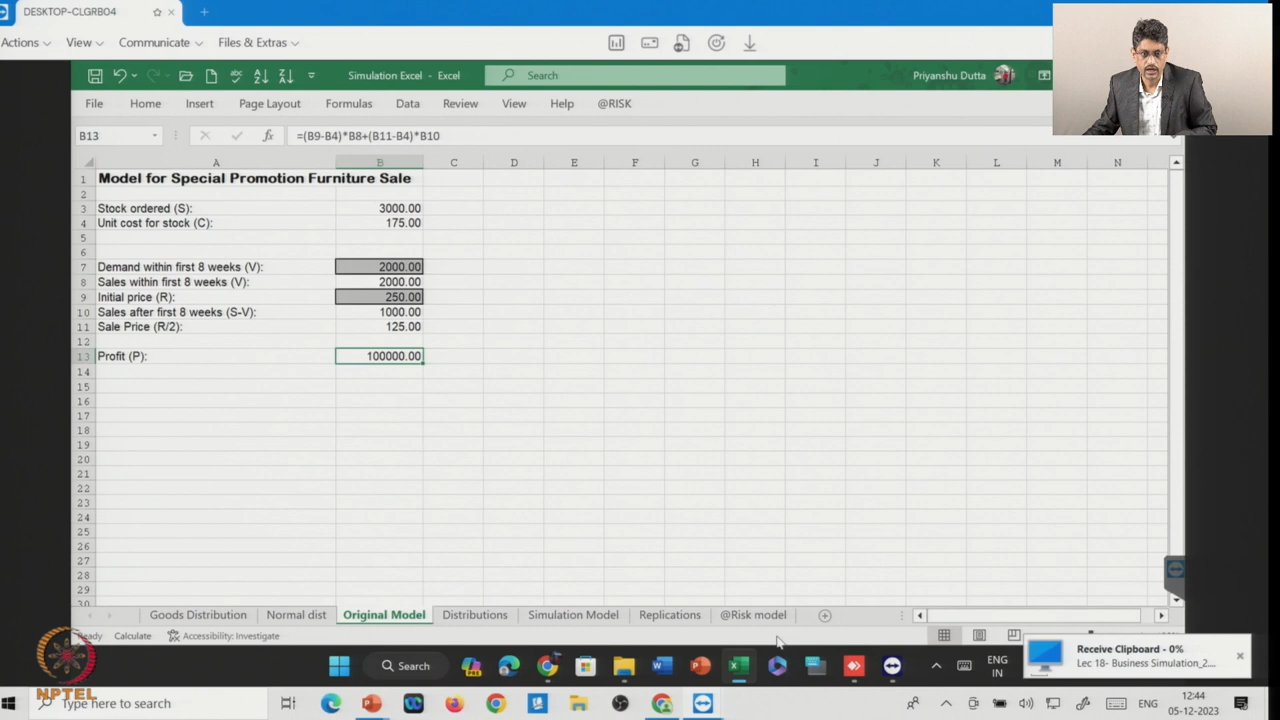 DESKTOP-CLGRB04
Actions View Communicate Files & Extras
Simulation Excel - Excel Search Priyanshu Dutta
File Home Insert Page Layout Formulas Data Review View Help @RISK
B13 fx =(B9-B4)*B8+(B11-B4)*B10
A B C D E F G H I J K L M N
1 Model for Special Promotion Furniture Sale
2
3 Stock ordered (S): 3000.00
4 Unit cost for stock (C): 175.00
5
6
7 Demand within first 8 weeks (V): 2000.00
8 Sales within first 8 weeks (V): 2000.00
9 Initial price (R): 250.00
10 Sales after first 8 weeks (S-V): 1000.00
11 Sale Price (R/2): 125.00
12
13 Profit (P): 100000.00
14
15
16
17
18
19
20
21
22
23
24
25
26
27
28
29
30
Goods Distribution Normal dist Original Model Distributions Simulation Model Replications @Risk model
Ready Calculate Accessibility: Investigate
Receive Clipboard - 0%
Lec 18- Business Simulation_2...
Search PRE ENG
IN
NPTEL
Type here to search ENG 12:44
05-12-2023